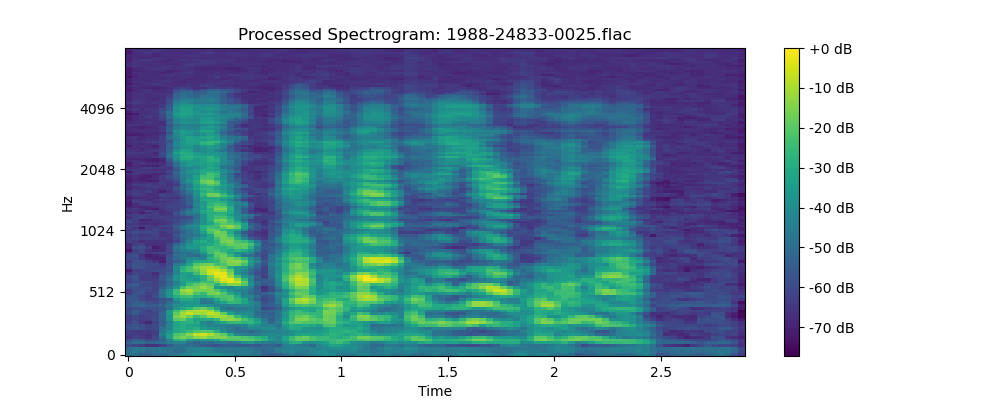 Processed Spectrogram: 1988-24833-0025.flac
Hz
4096
2048
1024
512
0
0 0.5 1 1.5 2 2.5
Time
+0 dB
-10 dB
-20 dB
-30 dB
-40 dB
-50 dB
-60 dB
-70 dB